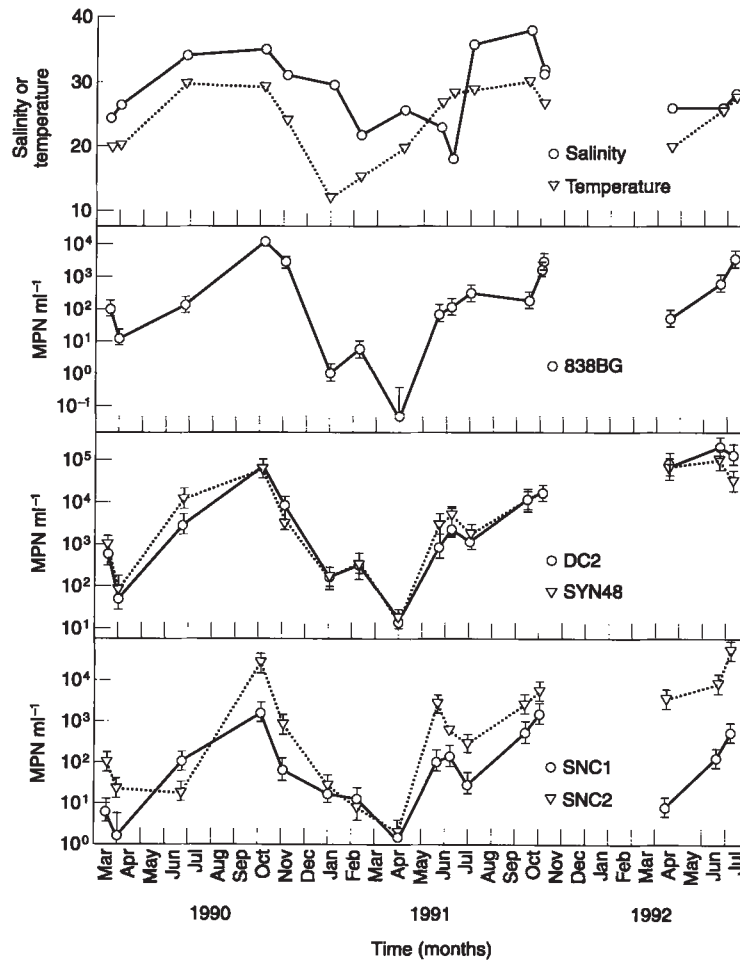 40
30
20
10
Salinity or
temperature
Salinity
Temperature
10⁴
10³
10²
10¹
10⁰
10⁻¹
MPN ml⁻¹
838BG
10⁵
10⁴
10³
10²
10¹
MPN ml⁻¹
DC2
SYN48
10⁴
10³
10²
10¹
10⁰
MPN ml⁻¹
SNC1
SNC2
Mar Apr May Jun Jul Aug Sep Oct Nov Dec Jan Feb Mar Apr May Jun Jul Aug Sep Oct Nov Dec Jan Feb Mar Apr May Jun Jul
1990 1991 1992
Time (months)